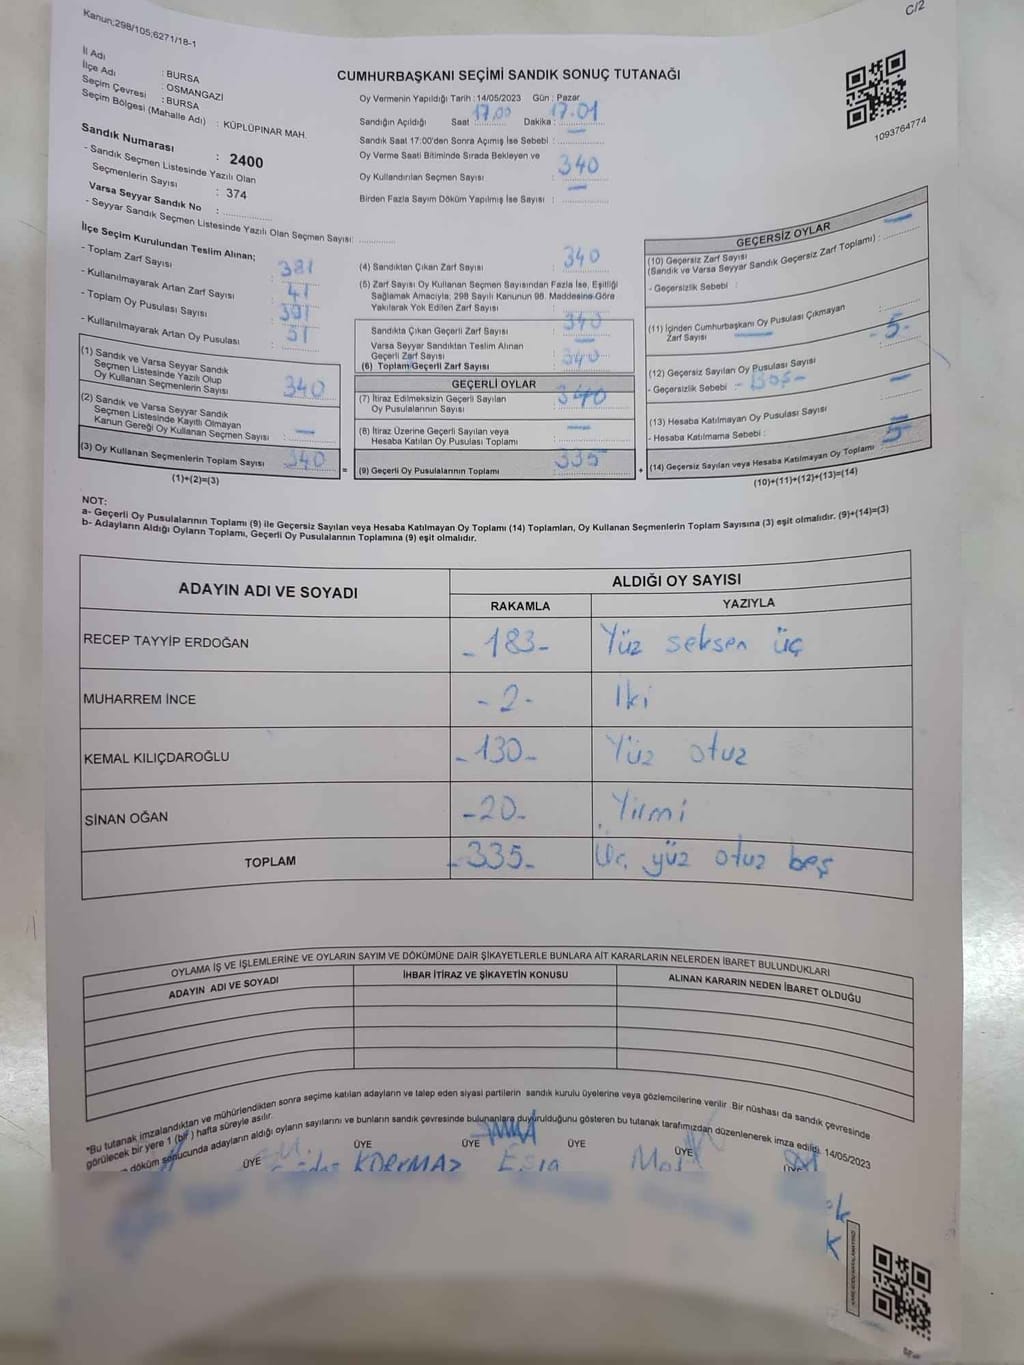 Kanun;298/105;6271/18-1
C/2
İl Adı : BURSA
İlçe Adı : OSMANGAZİ
Seçim Çevresi : BURSA
Seçim Bölgesi (Mahalle Adı) : KÜPLÜPINAR MAH.
Sandık Numarası : 2400
- Sandık Seçmen Listesinde Yazılı Olan
Seçmenlerin Sayısı : 374
Varsa Seyyar Sandık No :
- Seyyar Sandık Seçmen Listesinde Yazılı Olan Seçmen Sayısı:
CUMHURBAŞKANI SEÇİMİ SANDIK SONUÇ TUTANAĞI
Oy Vermenin Yapıldığı Tarih : 14/05/2023 Gün : Pazar
Sandığın Açıldığı Saat 17.00 Dakika : 17.01
Sandık Saat 17:00'den Sonra Açımış İse Sebebi :
Oy Verme Saati Bitiminde Sırada Bekleyen ve
Oy Kullandırılan Seçmen Sayısı : 340
Birden Fazla Sayım Döküm Yapılmış İse Sayısı :
1093764774
İlçe Seçim Kurulundan Teslim Alınan;
- Toplam Zarf Sayısı : 381
- Kullanılmayarak Artan Zarf Sayısı : 41
- Toplam Oy Pusulası Sayısı : 391
- Kullanılmayarak Artan Oy Pusulası : 51
(1) Sandık ve Varsa Seyyar Sandık
Seçmen Listesinde Yazılı Olup
Oy Kullanan Seçmenlerin Sayısı : 340
(2) Sandık ve Varsa Seyyar Sandık
Seçmen Listesinde Kayıtlı Olmayan
Kanun Gereği Oy Kullanan Seçmen Sayısı : —
(3) Oy Kullanan Seçmenlerin Toplam Sayısı : 340
(1)+(2)=(3)
(4) Sandıktan Çıkan Zarf Sayısı : 340
(5) Zarf Sayısı Oy Kullanan Seçmen Sayısından Fazla İse, Eşitliği
Sağlamak Amacıyla, 298 Sayılı Kanunun 98. Maddesine Göre
Yakılarak Yok Edilen Zarf Sayısı :
Sandıkta Çıkan Geçerli Zarf Sayısı : 340
Varsa Seyyar Sandıktan Teslim Alınan
Geçerli Zarf Sayısı : —
(6) Toplam Geçerli Zarf Sayısı : 340
GEÇERLİ OYLAR
(7) İtiraz Edilmeksizin Geçerli Sayılan
Oy Pusulalarının Sayısı :
(8) İtiraz Üzerine Geçerli Sayılan veya
Hesaba Katılan Oy Pusulası Toplamı : —
= (9) Geçerli Oy Pusulalarının Toplamı : 335 +
GEÇERSİZ OYLAR
(10) Geçersiz Zarf Sayısı
(Sandık ve Varsa Seyyar Sandık Geçersiz Zarf Toplamı) : —
- Geçersizlik Sebebi :
(11) İçinden Cumhurbaşkanı Oy Pusulası Çıkmayan
Zarf Sayısı : —
(12) Geçersiz Sayılan Oy Pusulası Sayısı : -5-
- Geçersizlik Sebebi - Boş -
(13) Hesaba Katılmayan Oy Pusulası Sayısı : —
- Hesaba Katılmama Sebebi :
(14) Geçersiz Sayılan veya Hesaba Katılmayan Oy Toplamı : 5
(10)+(11)+(12)+(13)=(14)
NOT:
a- Geçerli Oy Pusulalarının Toplamı (9) ile Geçersiz Sayılan veya Hesaba Katılmayan Oy Toplamı (14) Toplamları, Oy Kullanan Seçmenlerin Toplam Sayısına (3) eşit olmalıdır. (9)+(14)=(3)
b- Adayların Aldığı Oyların Toplamı, Geçerli Oy Pusulalarının Toplamına (9) eşit olmalıdır.
ADAYIN ADI VE SOYADI
ALDIĞI OY SAYISI
RAKAMLA YAZIYLA
RECEP TAYYİP ERDOĞAN -183- Yüz seksen üç
MUHARREM İNCE -2- İki
KEMAL KILIÇDAROĞLU -130- Yüz otuz
SİNAN OĞAN -20- Yirmi
TOPLAM -335- Üç yüz otuz beş
OYLAMA İŞ VE İŞLEMLERİNE VE OYLARIN SAYIM VE DÖKÜMÜNE DAİR ŞİKAYETLERLE BUNLARA AİT KARARLARIN NELERDEN İBARET BULUNDUKLARI
ADAYIN ADI VE SOYADI İHBAR İTİRAZ VE ŞİKAYETİN KONUSU ALINAN KARARIN NEDEN İBARET OLDUĞU
*Bu tutanak imzalandıktan ve mühürlendikten sonra seçime katılan adayların ve talep eden siyasi partilerin sandık kurulu üyelerine veya gözlemcilerine verilir. Bir nüshası da sandık çevresinde
görülecek bir yere 1 (bir) hafta süreyle asılır.
döküm sonucunda adayların aldığı oyların sayılarını ve bunların sandık çevresinde bulunanlara duyurulduğunu gösteren bu tutanak tarafımızdan düzenlenerek imza edildi. 14/05/2023
ÜYE ÜYE ÜYE ÜYE ÜYE
KORKMAZ Esra